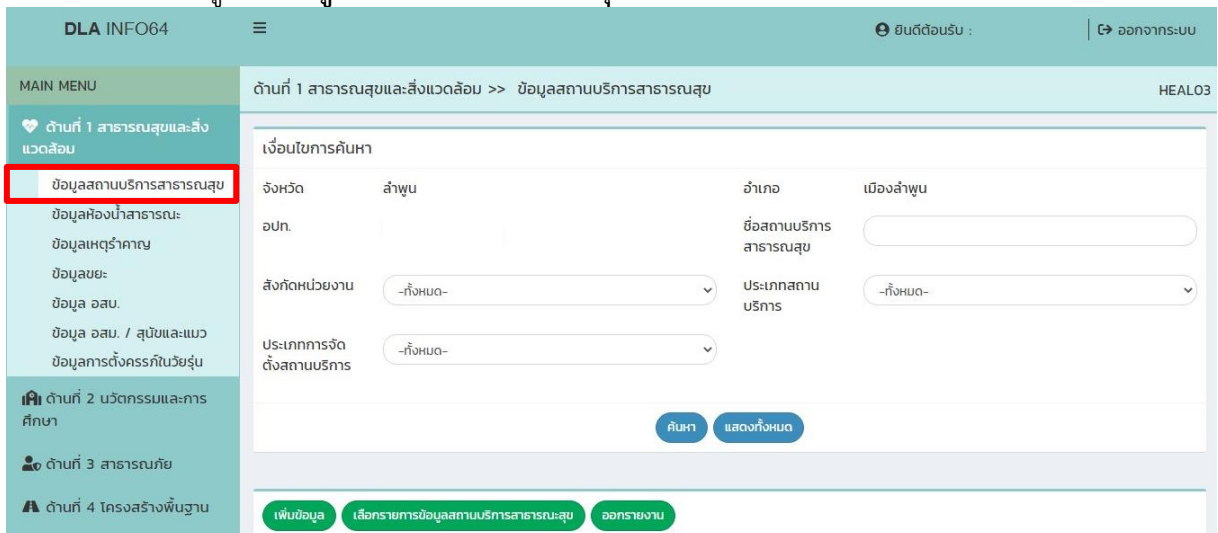 DLA INFO64
ยินดีต้อนรับ :
ออกจากระบบ
MAIN MENU
ด้านที่ 1 สาธารณสุขและสิ่งแวดล้อม >> ข้อมูลสถานบริการสาธารณสุข
HEAL03
ด้านที่ 1 สาธารณสุขและสิ่ง
แวดล้อม
ข้อมูลสถานบริการสาธารณสุข
ข้อมูลห้องน้ำสาธารณะ
ข้อมูลเหตุรำคาญ
ข้อมูลขยะ
ข้อมูล อสบ.
ข้อมูล อสม. / สุนัขและแมว
ข้อมูลการตั้งครรภ์ในวัยรุ่น
ด้านที่ 2 นวัตกรรมและการ
ศึกษา
ด้านที่ 3 สาธารณภัย
ด้านที่ 4 โครงสร้างพื้นฐาน
เงื่อนไขการค้นหา
จังหวัด ลำพูน อำเภอ เมืองลำพูน
อปท. ชื่อสถานบริการ
สาธารณสุข
สังกัดหน่วยงาน -ทั้งหมด- ประเภทสถาน
บริการ -ทั้งหมด-
ประเภทการจัด
ตั้งสถานบริการ -ทั้งหมด-
ค้นหา แสดงทั้งหมด
เพิ่มข้อมูล เลือกรายการข้อมูลสถานบริการสาธารณะสุข ออกรายงาน